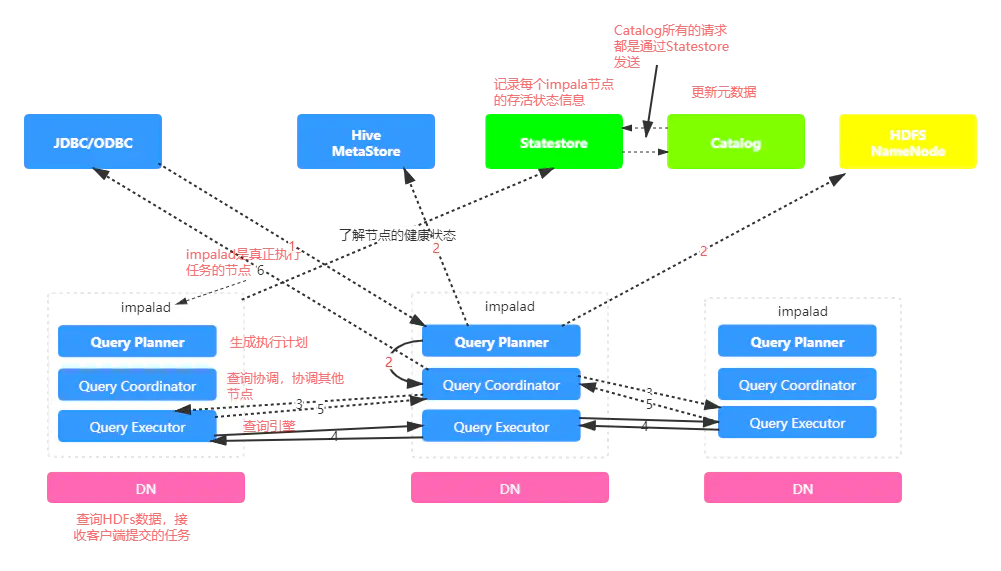 Catalog所有的请求
都是通过Statestore
发送
记录每个impala节点
的存活状态信息
更新元数据
JDBC/ODBC
Hive
MetaStore
Statestore
Catalog
HDFS
NameNode
了解节点的健康状态
1
2
2
impalad是真正执行
任务的节点
6
impalad
impalad
impalad
Query Planner
生成执行计划
Query Planner
Query Planner
2
Query Coordinator
查询协调，协调其他
节点
Query Coordinator
Query Coordinator
3
5
3
5
Query Executor
查询引擎
Query Executor
Query Executor
4
4
DN
DN
DN
查询HDFs数据，接
收客户端提交的任务